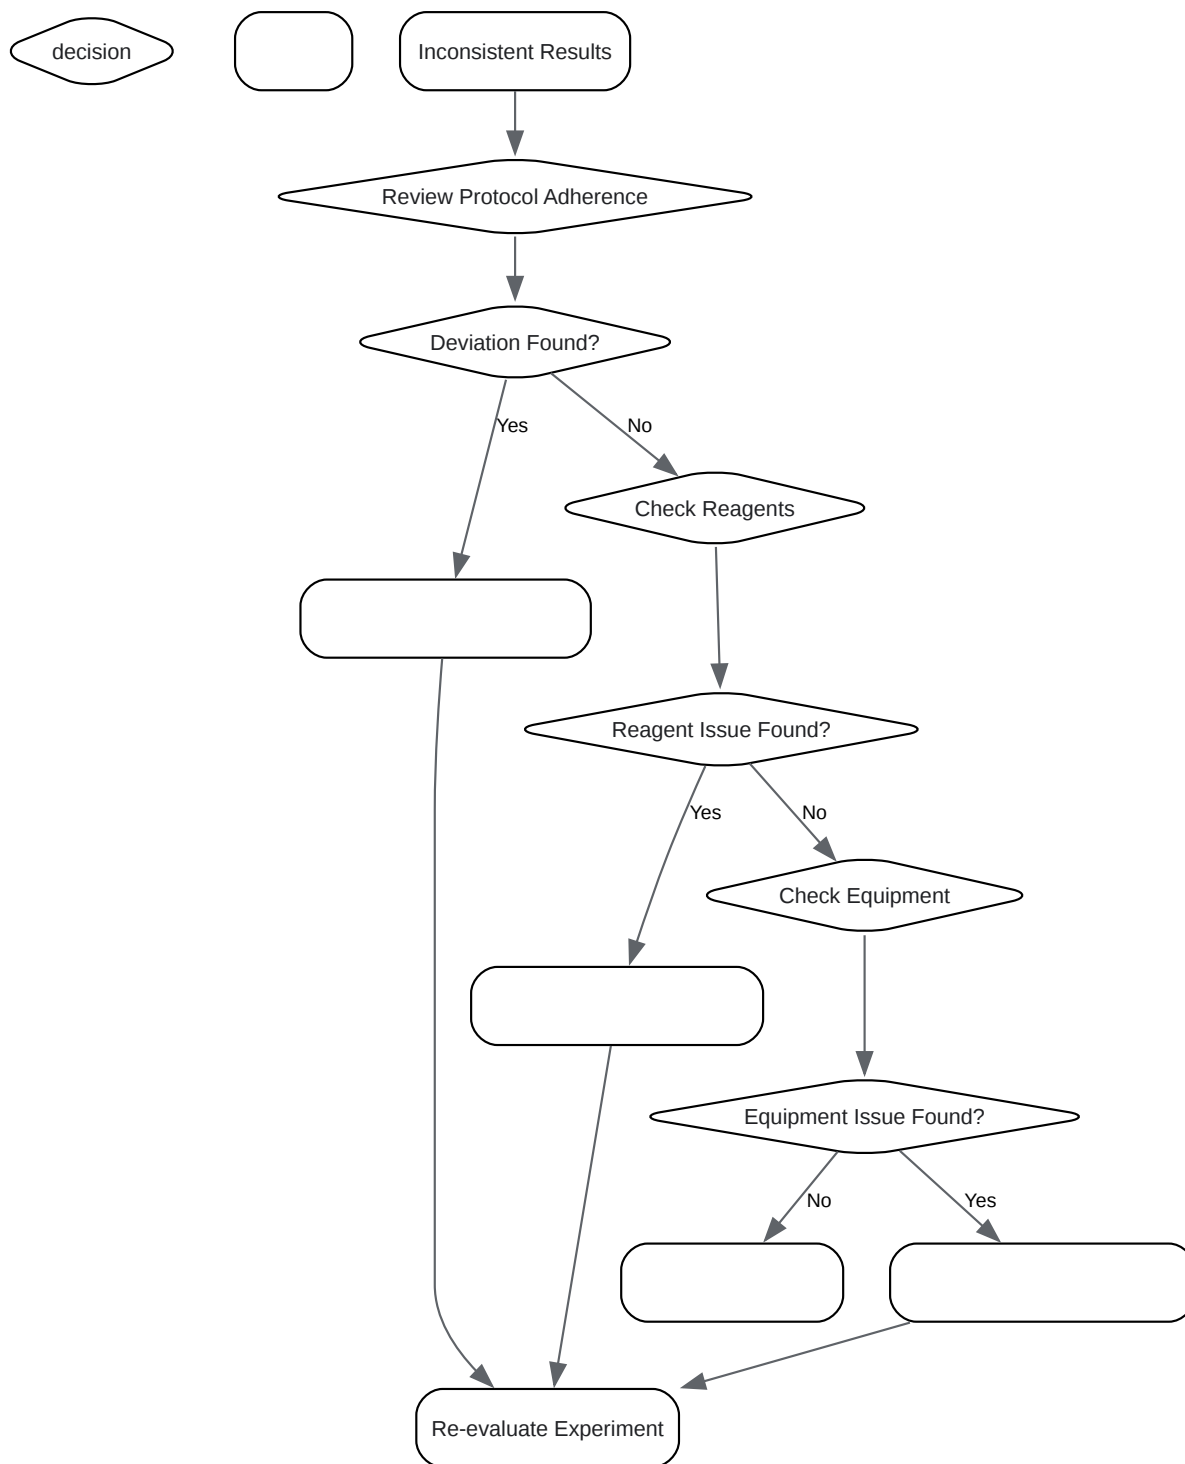 decision
Inconsistent Results
Review Protocol Adherence
Deviation Found?
Yes
No
Check Reagents
Reagent Issue Found?
Yes
No
Check Equipment
Equipment Issue Found?
No
Yes
Re-evaluate Experiment